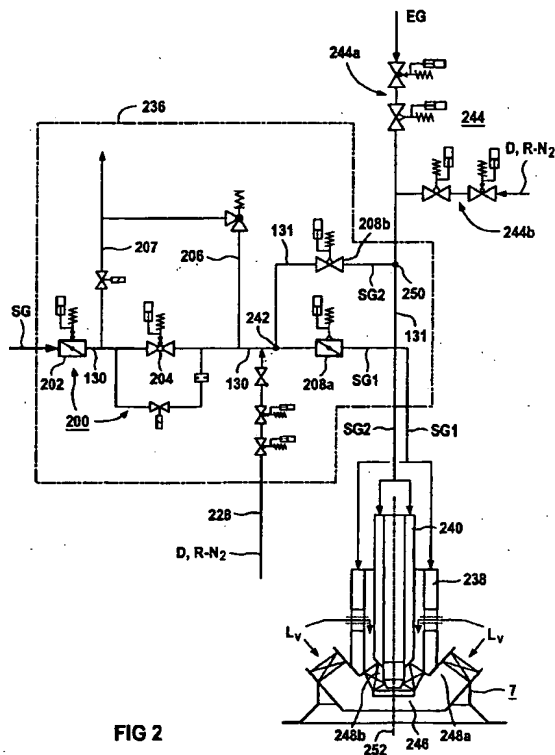 EG
244a
244
236
D, R-N2
244b
207
206
131
208b
SG2
250
SG
242
131
202
130
204
130
208a
SG1
200
SG2
SG1
228
240
D, R-N2
238
Lv
Lv
7
248b
246
248a
252
FIG 2